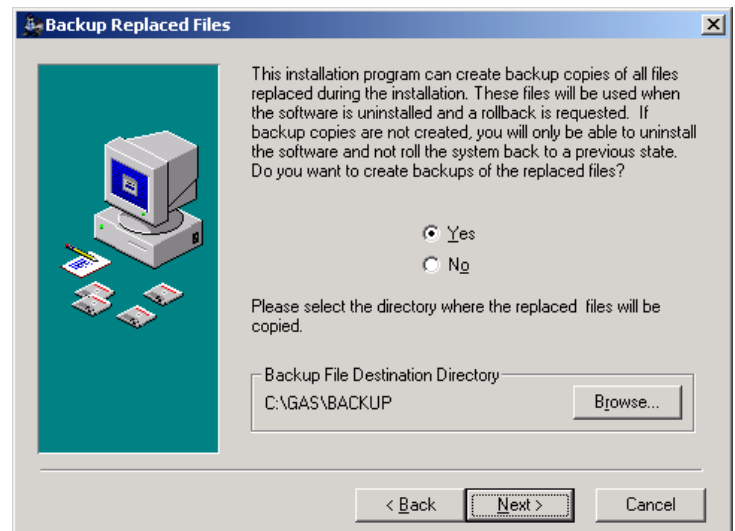 Backup Replaced Files
This installation program can create backup copies of all files
replaced during the installation. These files will be used when
the software is uninstalled and a rollback is requested. If
backup copies are not created, you will only be able to uninstall
the software and not roll the system back to a previous state.
Do you want to create backups of the replaced files?
Yes
No
Please select the directory where the replaced files will be
copied.
Backup File Destination Directory
C:\GAS\BACKUP
Browse...
< Back
Next >
Cancel